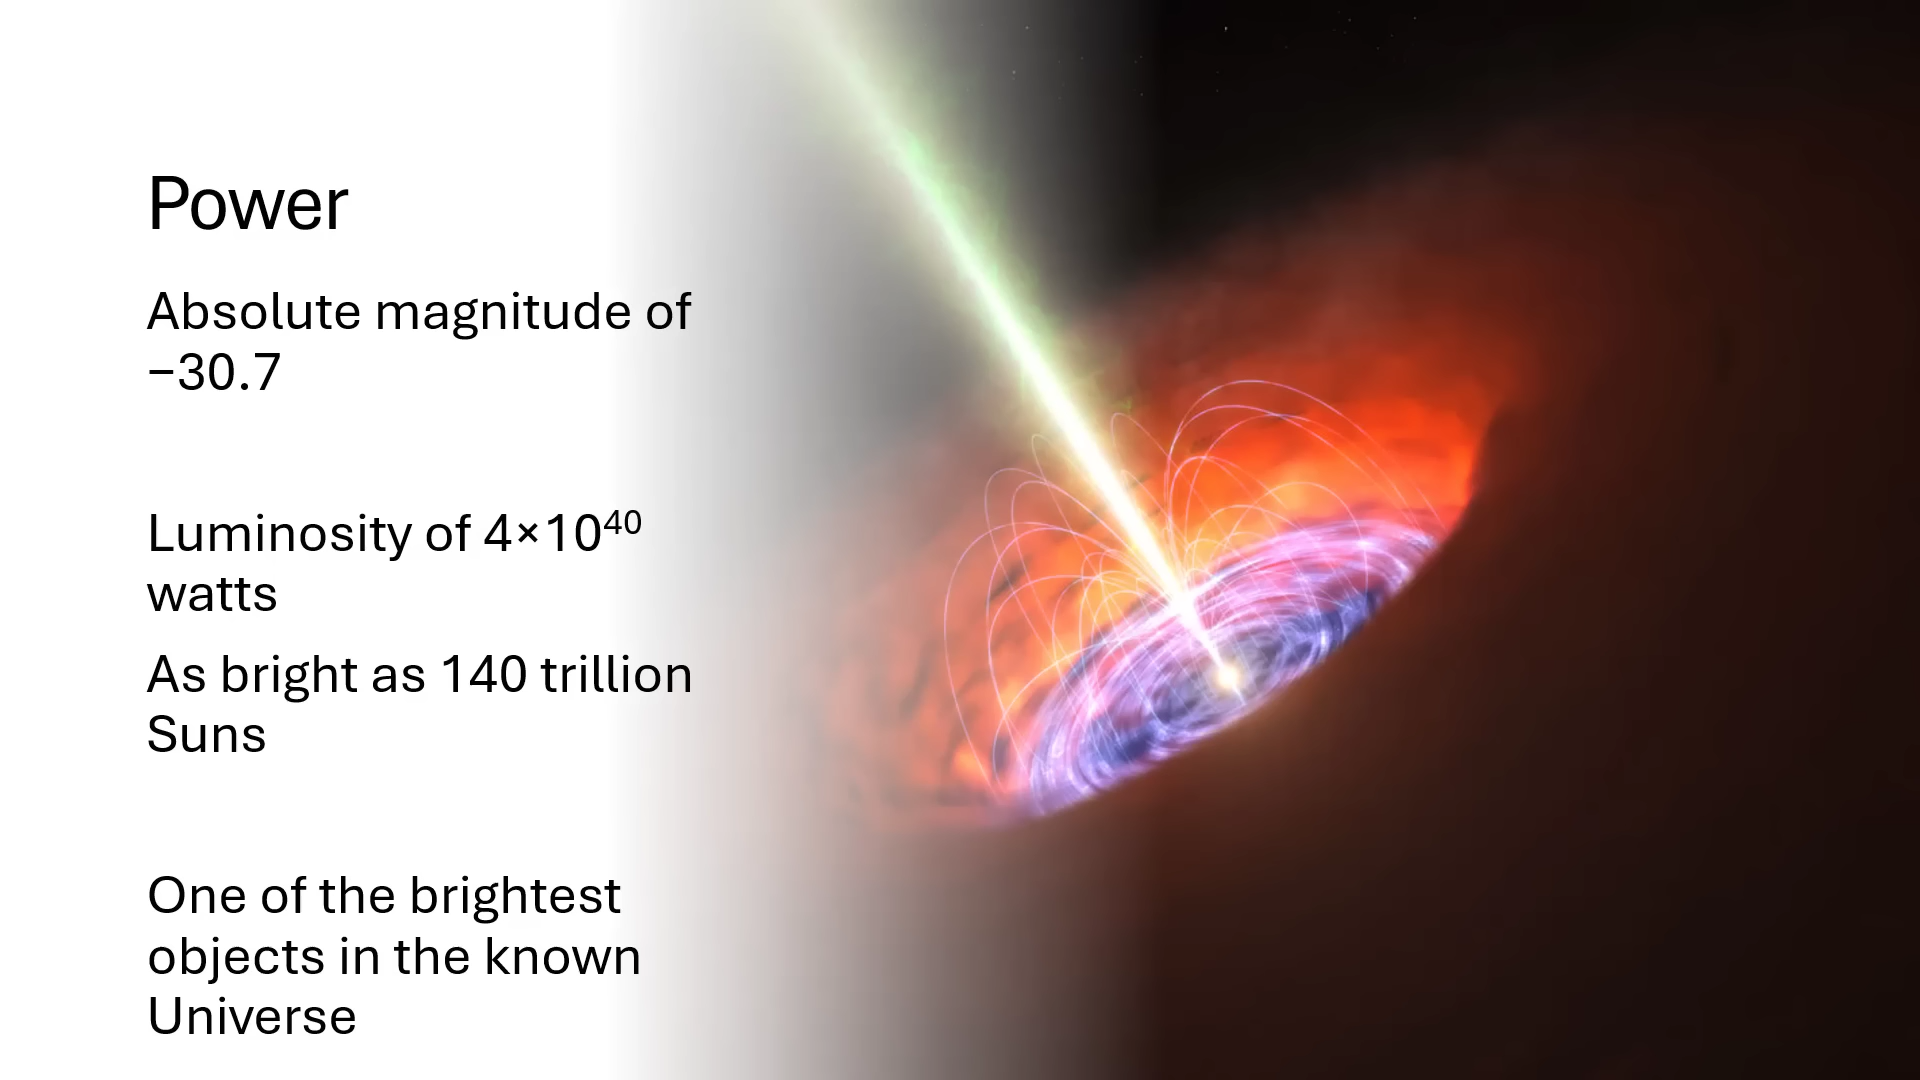 Power
Absolute magnitude of
−30.7
Luminosity of 4×10⁴⁰
watts
As bright as 140 trillion
Suns
One of the brightest
objects in the known
Universe